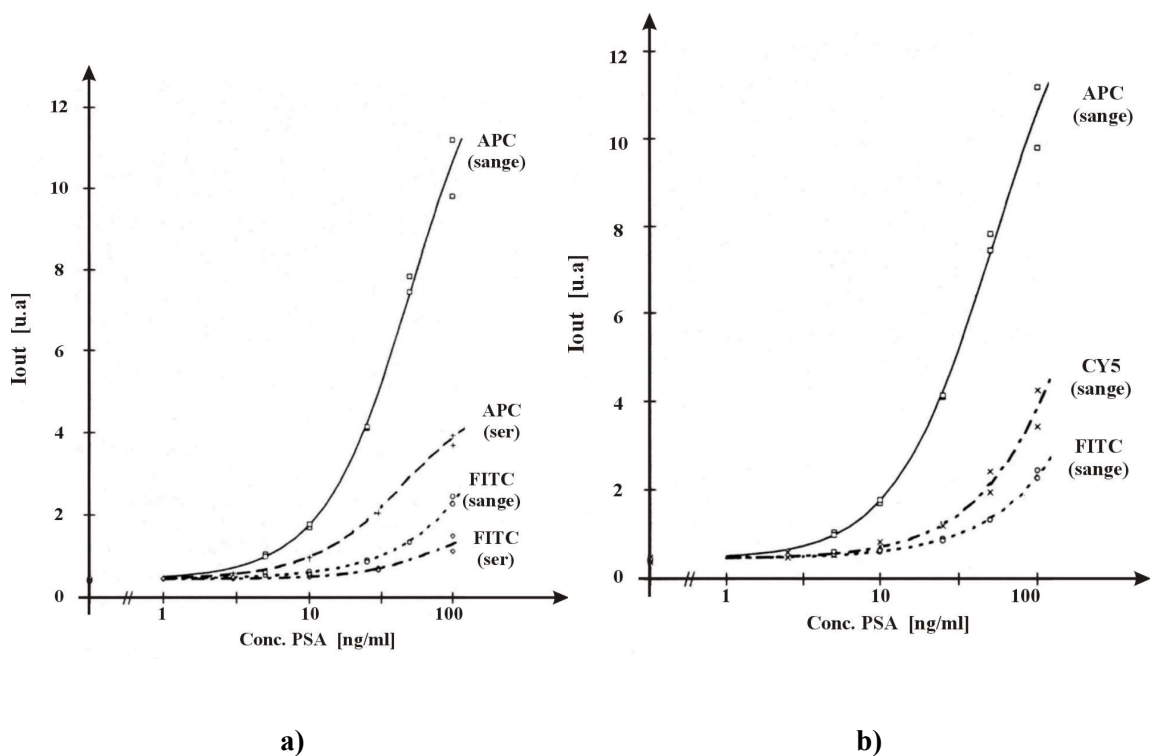 12
10
8
6
4
2
0
Iout [u.a]
APC
(sange)
APC
(ser)
FITC
(sange)
FITC
(ser)
1
10
100
Conc. PSA [ng/ml]
a)
12
10
8
6
4
2
0
Iout [u.a]
APC
(sange)
CY5
(sange)
FITC
(sange)
1
10
100
Conc. PSA [ng/ml]
b)